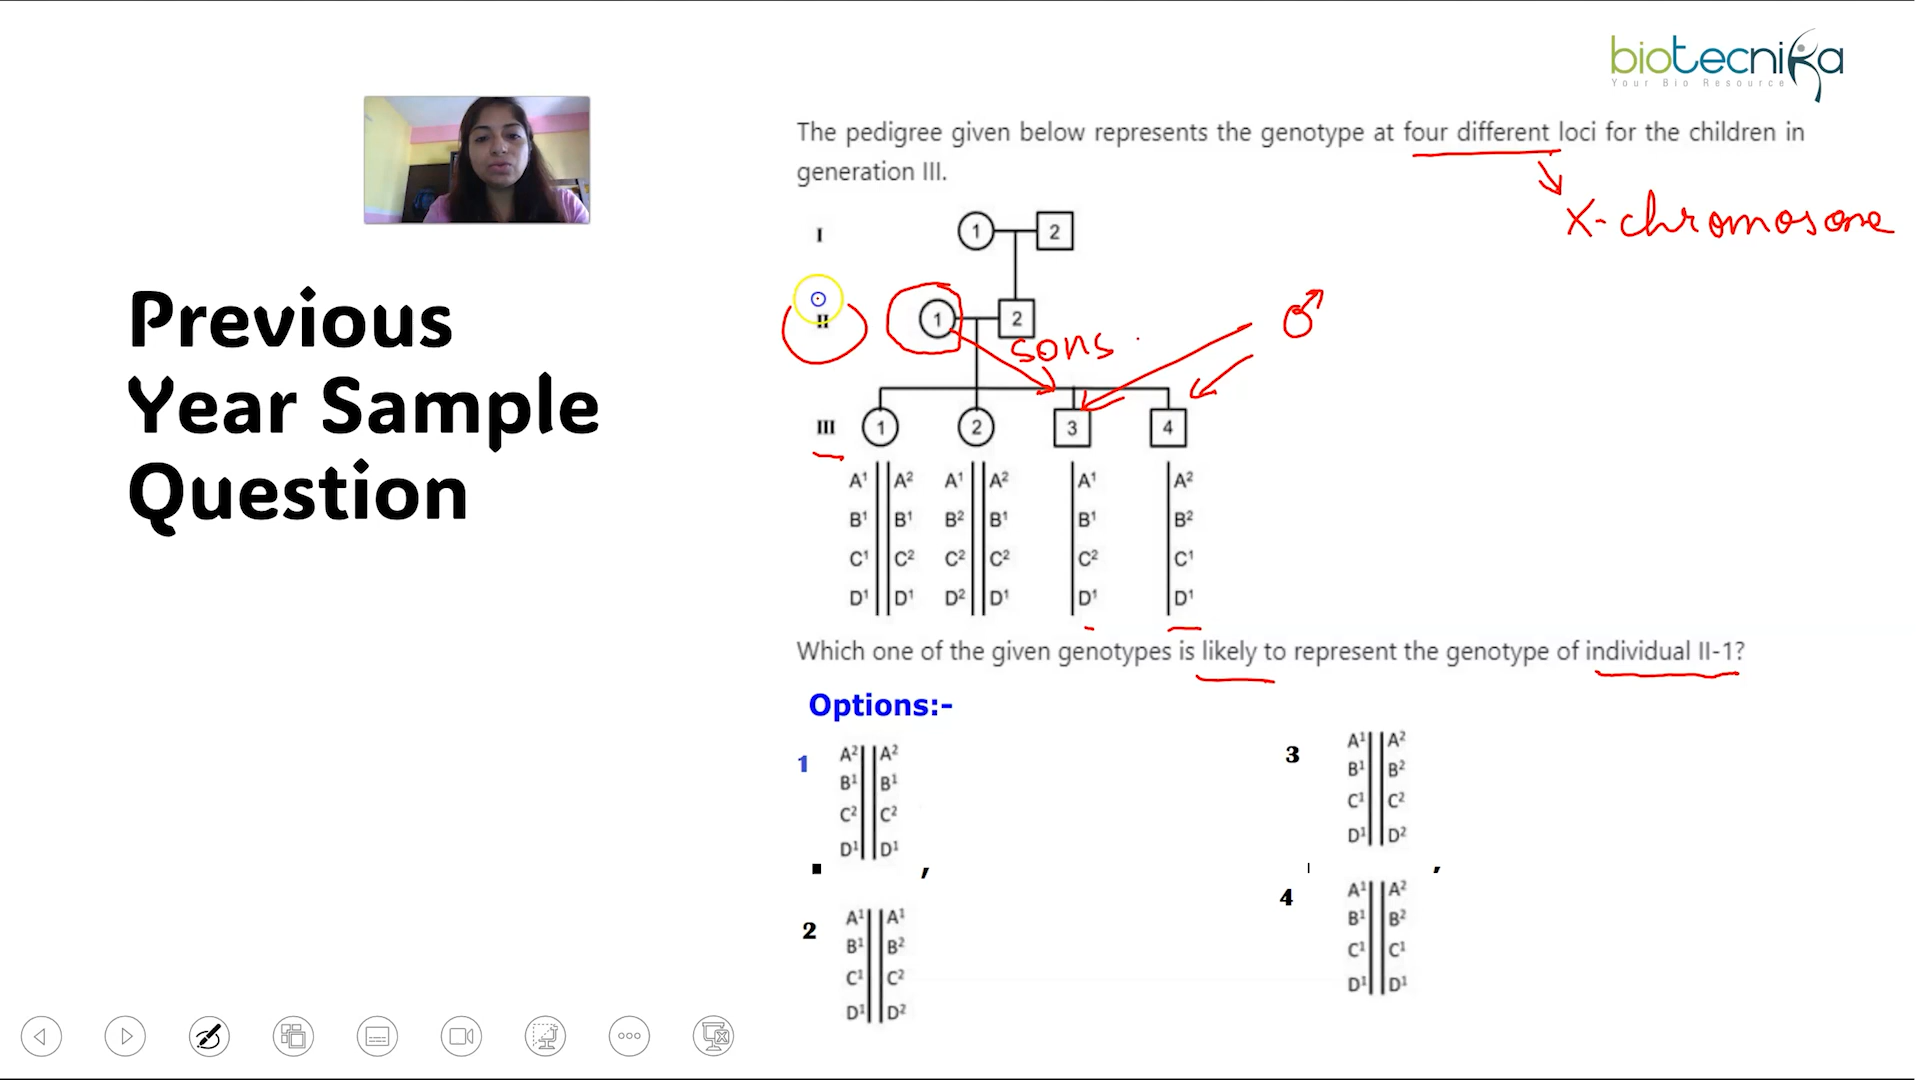 biotecnika
Your Bio Resource
Previous
Year Sample
Question
The pedigree given below represents the genotype at four different loci for the children in
generation III.
X-chromosome
I
1
2
II
1
2
sons
♂
III
1
2
3
4
A¹ A² A¹ A² A¹ A²
B¹ B¹ B² B¹ B¹ B²
C¹ C² C² C² C² C¹
D¹ D¹ D² D¹ D¹ D¹
Which one of the given genotypes is likely to represent the genotype of individual II-1?
Options:-
1
A² A²
B¹ B¹
C² C²
D¹ D¹
,
2
A¹ A¹
B¹ B²
C¹ C²
D¹ D²
3
A¹ A²
B¹ B²
C¹ C²
D¹ D²
,
4
A¹ A²
B¹ B²
C¹ C¹
D¹ D¹